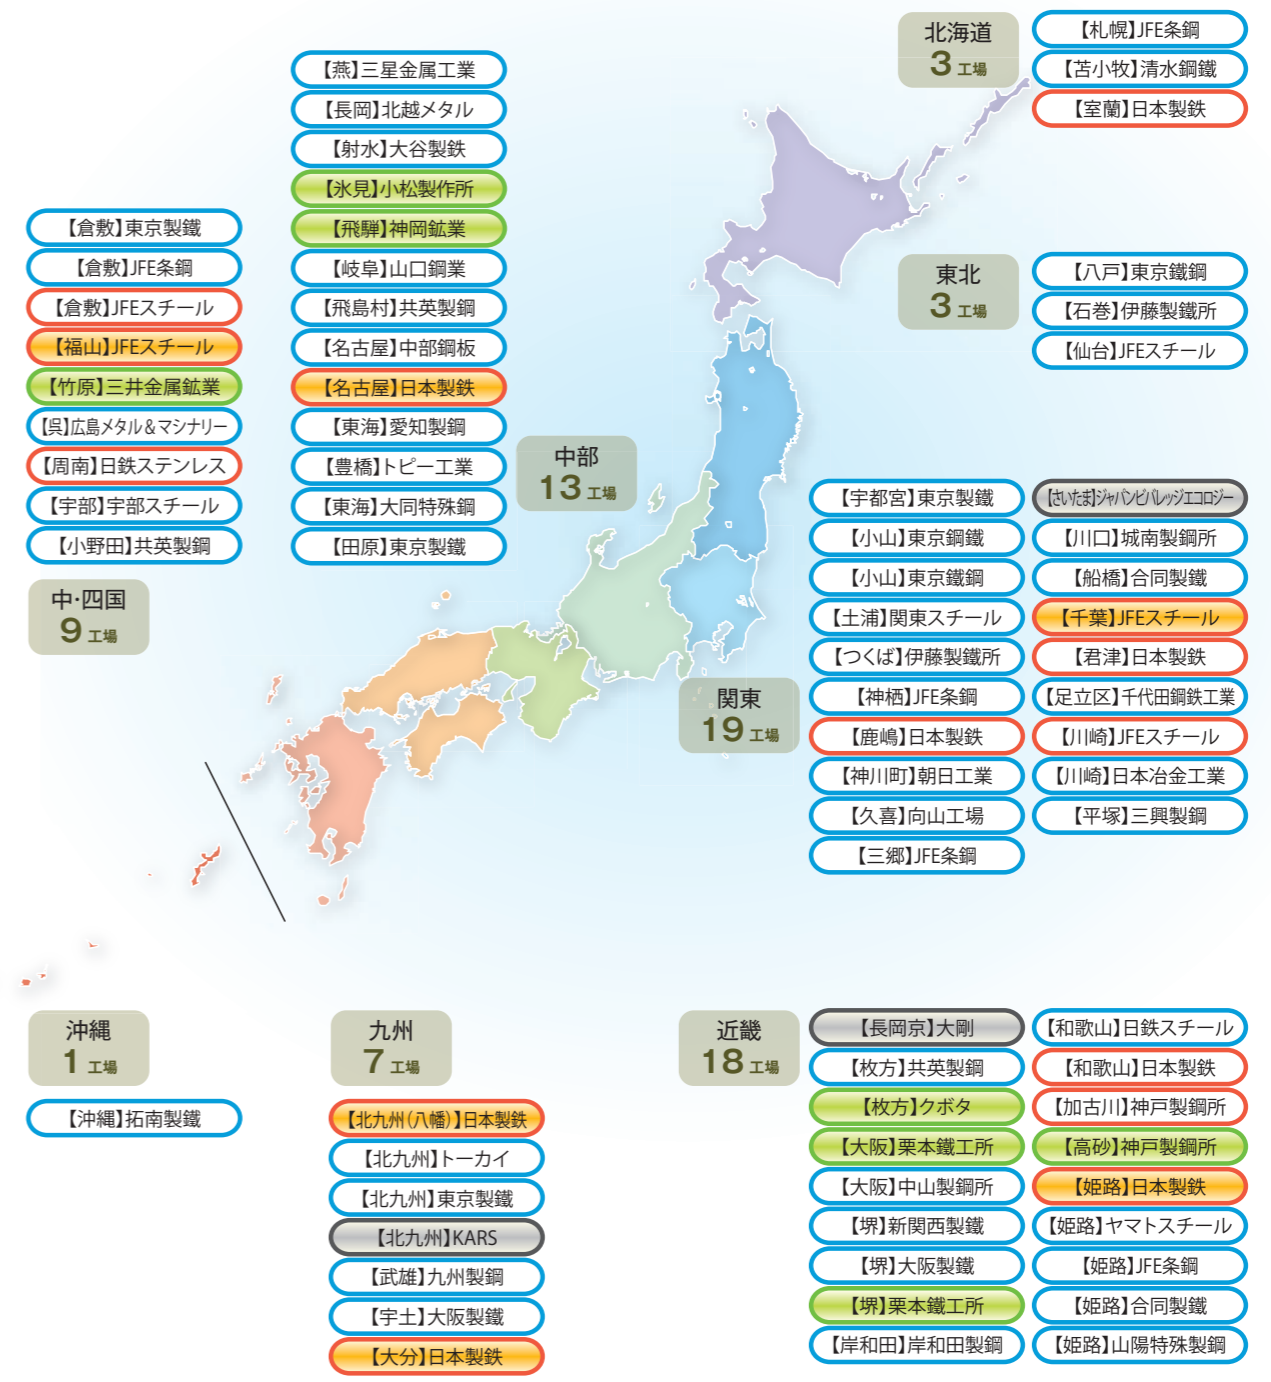 北海道
3 工場
【札幌】JFE条鋼
【苫小牧】清水鋼鐵
【室蘭】日本製鉄
東北
3 工場
【八戸】東京鐵鋼
【石巻】伊藤製鐵所
【仙台】JFEスチール
中部
13 工場
【燕】三星金属工業
【長岡】北越メタル
【射水】大谷製鉄
【氷見】小松製作所
【飛騨】神岡鉱業
【岐阜】山口鋼業
【飛島村】共英製鋼
【名古屋】中部鋼板
【名古屋】日本製鉄
【東海】愛知製鋼
【豊橋】トピー工業
【東海】大同特殊鋼
【田原】東京製鐵
【倉敷】東京製鐵
【倉敷】JFE条鋼
【倉敷】JFEスチール
【福山】JFEスチール
【竹原】三井金属鉱業
【呉】広島メタル＆マシナリー
【周南】日鉄ステンレス
【宇部】宇部スチール
【小野田】共英製鋼
中・四国
9 工場
関東
19 工場
【宇都宮】東京製鐵
【小山】東京鋼鐵
【小山】東京鐵鋼
【土浦】関東スチール
【つくば】伊藤製鐵所
【神栖】JFE条鋼
【鹿嶋】日本製鉄
【神川町】朝日工業
【久喜】向山工場
【三郷】JFE条鋼
【さいたま】ジャパンビバレッジエコロジー
【川口】城南製鋼所
【船橋】合同製鐵
【千葉】JFEスチール
【君津】日本製鉄
【足立区】千代田鋼鉄工業
【川崎】JFEスチール
【川崎】日本冶金工業
【平塚】三興製鋼
沖縄
1 工場
【沖縄】拓南製鐵
九州
7 工場
【北九州(八幡)】日本製鉄
【北九州】トーカイ
【北九州】東京製鐵
【北九州】KARS
【武雄】九州製鋼
【宇土】大阪製鐵
【大分】日本製鉄
近畿
18 工場
【長岡京】大剛
【枚方】共英製鋼
【枚方】クボタ
【大阪】栗本鐵工所
【大阪】中山製鋼所
【堺】新関西製鐵
【堺】大阪製鐵
【堺】栗本鐵工所
【岸和田】岸和田製鋼
【和歌山】日鉄スチール
【和歌山】日本製鉄
【加古川】神戸製鋼所
【高砂】神戸製鋼所
【姫路】日本製鉄
【姫路】ヤマトスチール
【姫路】JFE条鋼
【姫路】合同製鐵
【姫路】山陽特殊製鋼